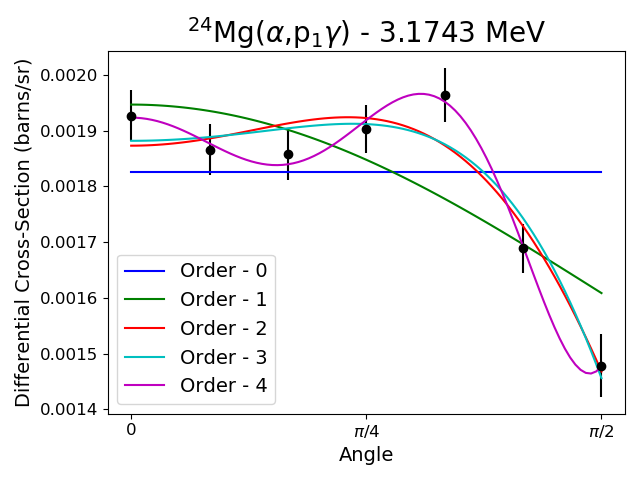 ²⁴Mg(α,p₁γ) - 3.1743 MeV
Differential Cross-Section (barns/sr)
0.0020
0.0019
0.0018
0.0017
0.0016
0.0015
0.0014
Order - 0
Order - 1
Order - 2
Order - 3
Order - 4
0
π/4
π/2
Angle